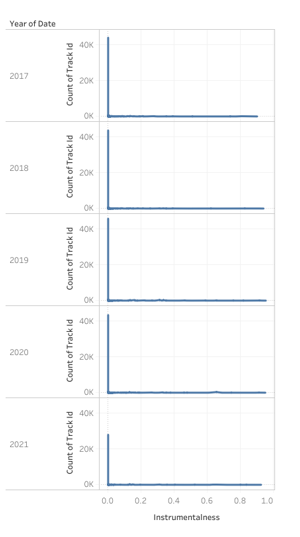 Year of Date
2017
Count of Track Id
40K
20K
0K
2018
Count of Track Id
40K
20K
0K
2019
Count of Track Id
40K
20K
0K
2020
Count of Track Id
40K
20K
0K
2021
Count of Track Id
40K
20K
0K
0.0 0.2 0.4 0.6 0.8 1.0
Instrumentalness